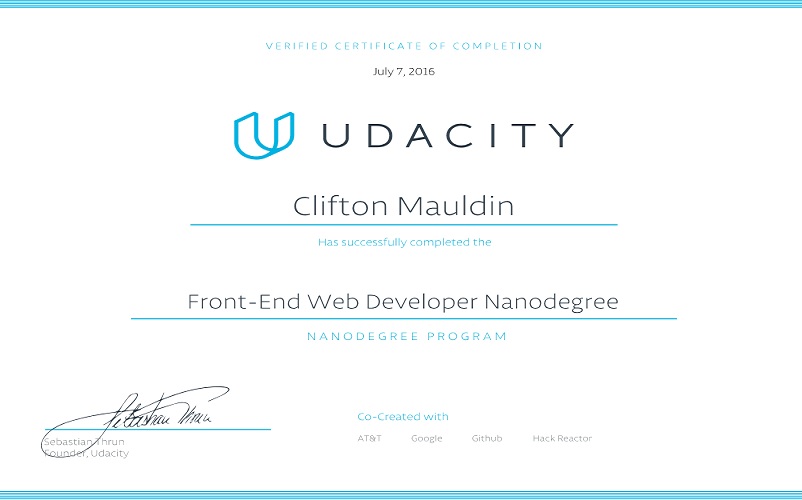 VERIFIED CERTIFICATE OF COMPLETION
July 7, 2016
UDACITY
Clifton Mauldin
Has successfully completed the
Front-End Web Developer Nanodegree
NANODEGREE PROGRAM
Sebastian Thrun
Sebastian Thrun
Founder, Udacity
Co-Created with
AT&T Google Github Hack Reactor